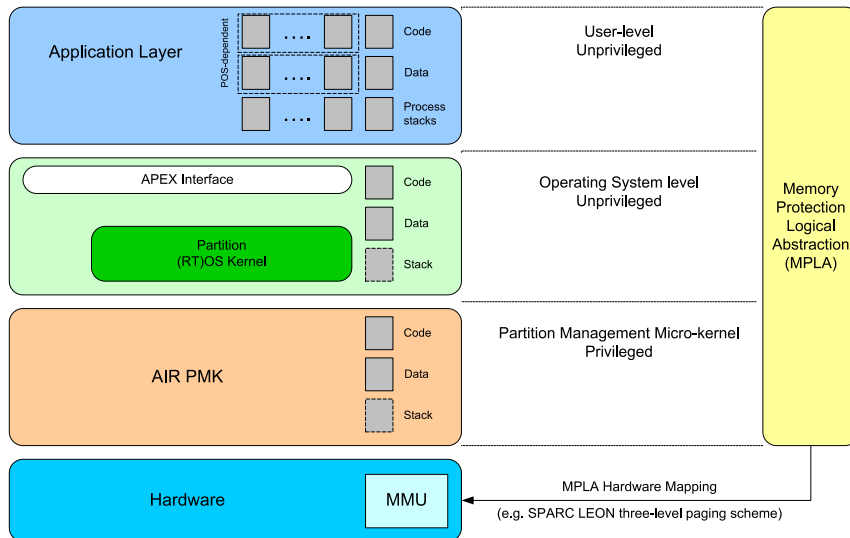 Application Layer
POS-dependent
....
Code
....
Data
....
Process
stacks
User-level
Unprivileged
APEX Interface
Partition
(RT)OS Kernel
Code
Data
Stack
Operating System level
Unprivileged
AIR PMK
Code
Data
Stack
Partition Management Micro-kernel
Privileged
Memory
Protection
Logical
Abstraction
(MPLA)
Hardware
MMU
MPLA Hardware Mapping
(e.g. SPARC LEON three-level paging scheme)